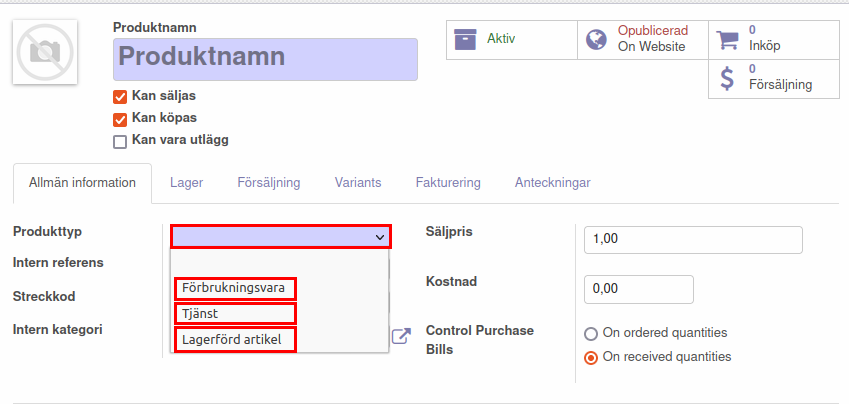 Produktnamn
Produktnamn
Kan säljas
Kan köpas
Kan vara utlägg
Aktiv
Opublicerad
On Website
0
Inköp
0
Försäljning
Allmän information
Lager
Försäljning
Variants
Fakturering
Anteckningar
Produkttyp
Förbrukningsvara
Tjänst
Lagerförd artikel
Intern referens
Streckkod
Intern kategori
Säljpris
1,00
Kostnad
0,00
Control Purchase
Bills
On ordered quantities
On received quantities